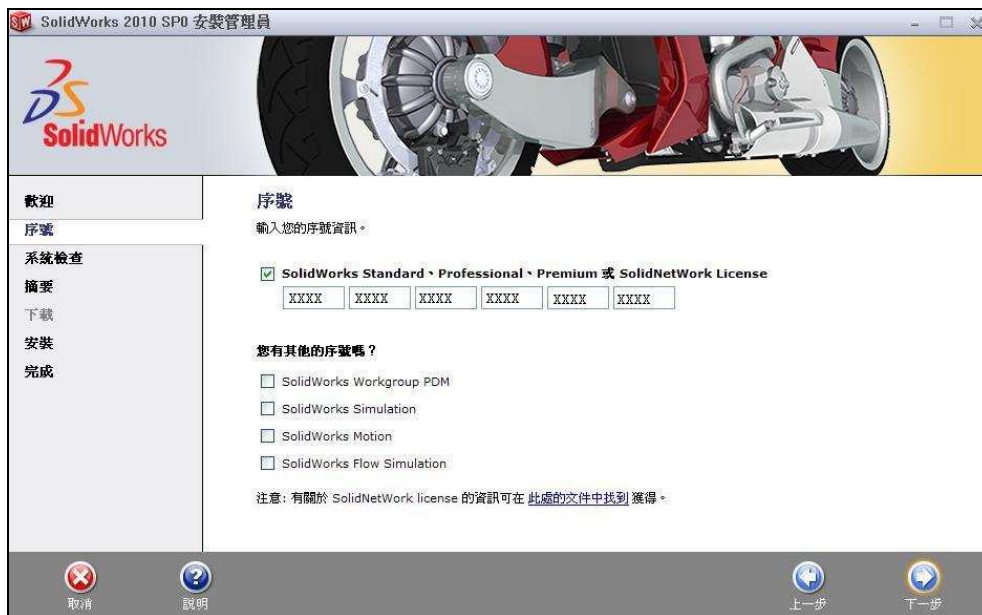 SolidWorks 2010 SP0 安裝管理員
SolidWorks
歡迎
序號
系統檢查
摘要
下載
安裝
完成
序號
輸入您的序號資訊。
SolidWorks Standard、Professional、Premium 或 SolidNetWork License
XXXX XXXX XXXX XXXX XXXX XXXX
您有其他的序號嗎？
SolidWorks Workgroup PDM
SolidWorks Simulation
SolidWorks Motion
SolidWorks Flow Simulation
注意: 有關於 SolidNetWork license 的資訊可在 此處的文件中找到 獲得。
取消
說明
上一步
下一步